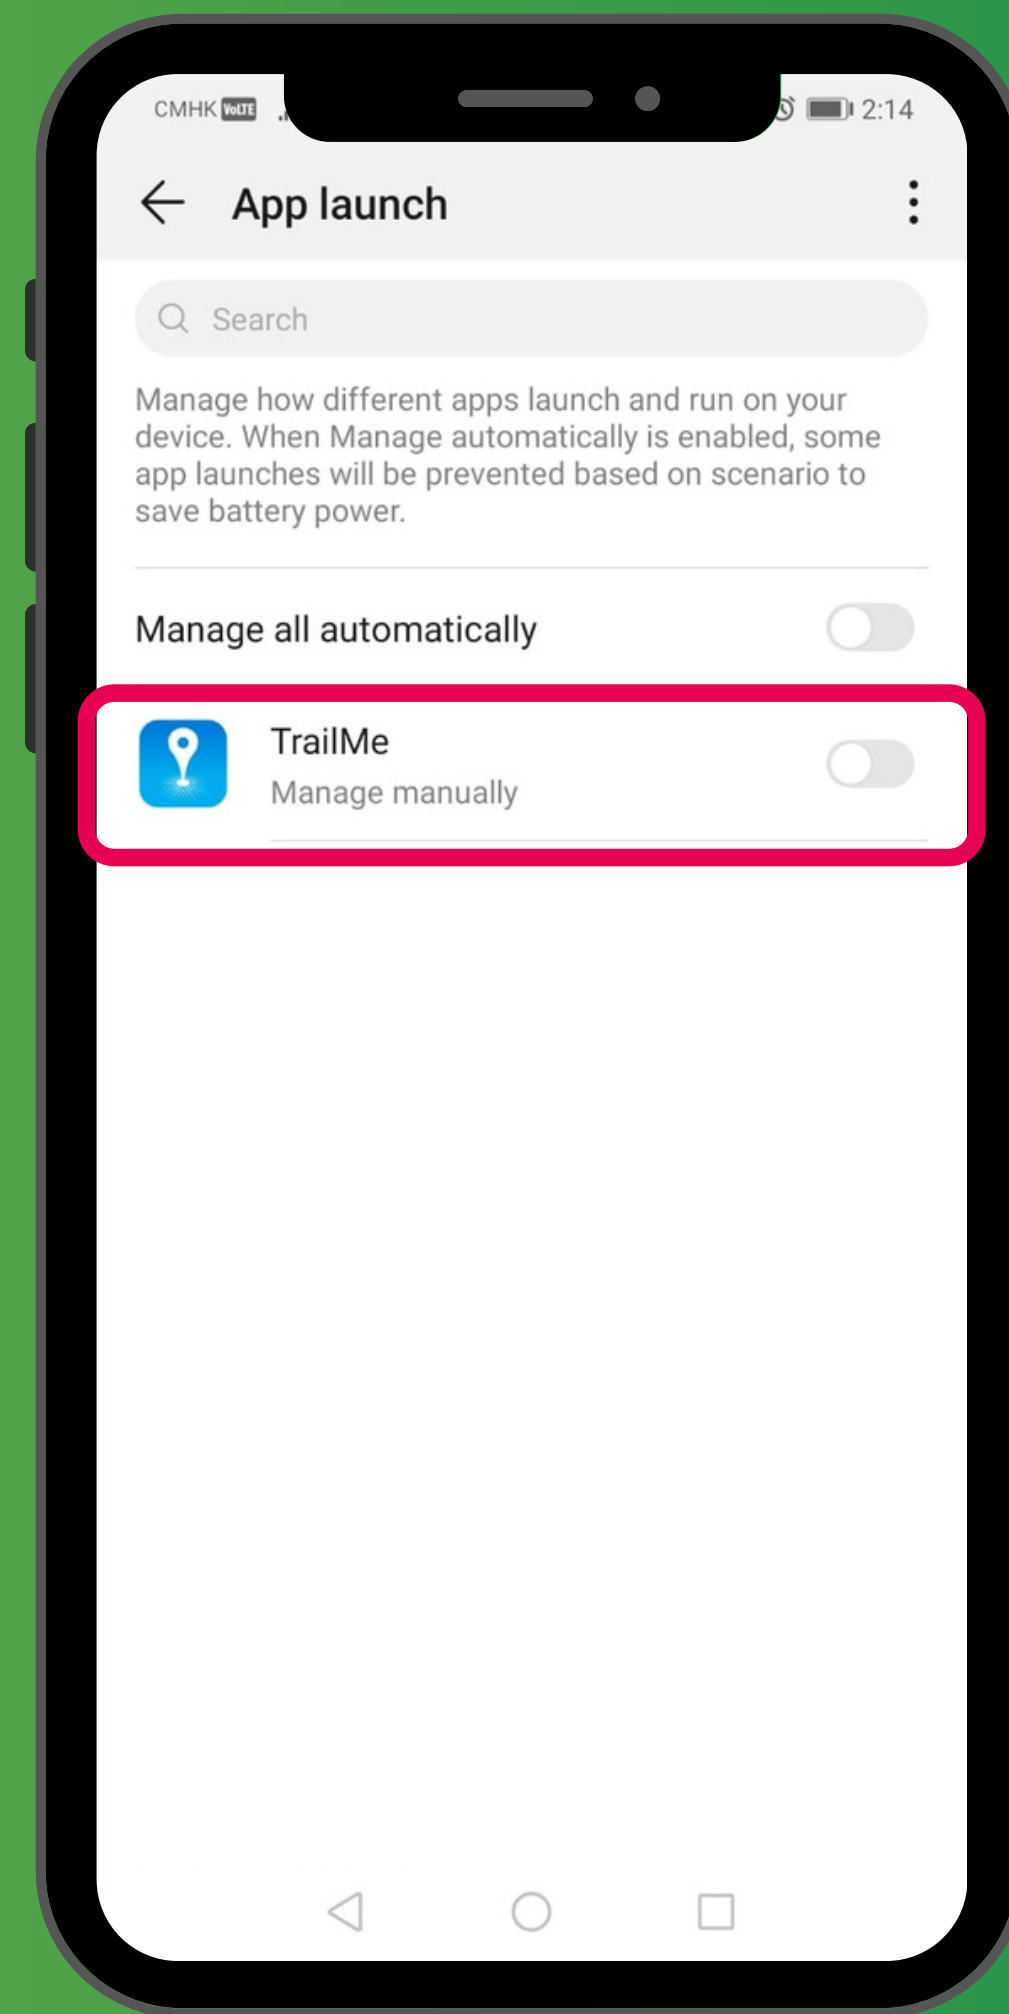 CMHK VoLTE 2:14
App launch
Search
Manage how different apps launch and run on your
device. When Manage automatically is enabled, some
app launches will be prevented based on scenario to
save battery power.
Manage all automatically
TrailMe
Manage manually